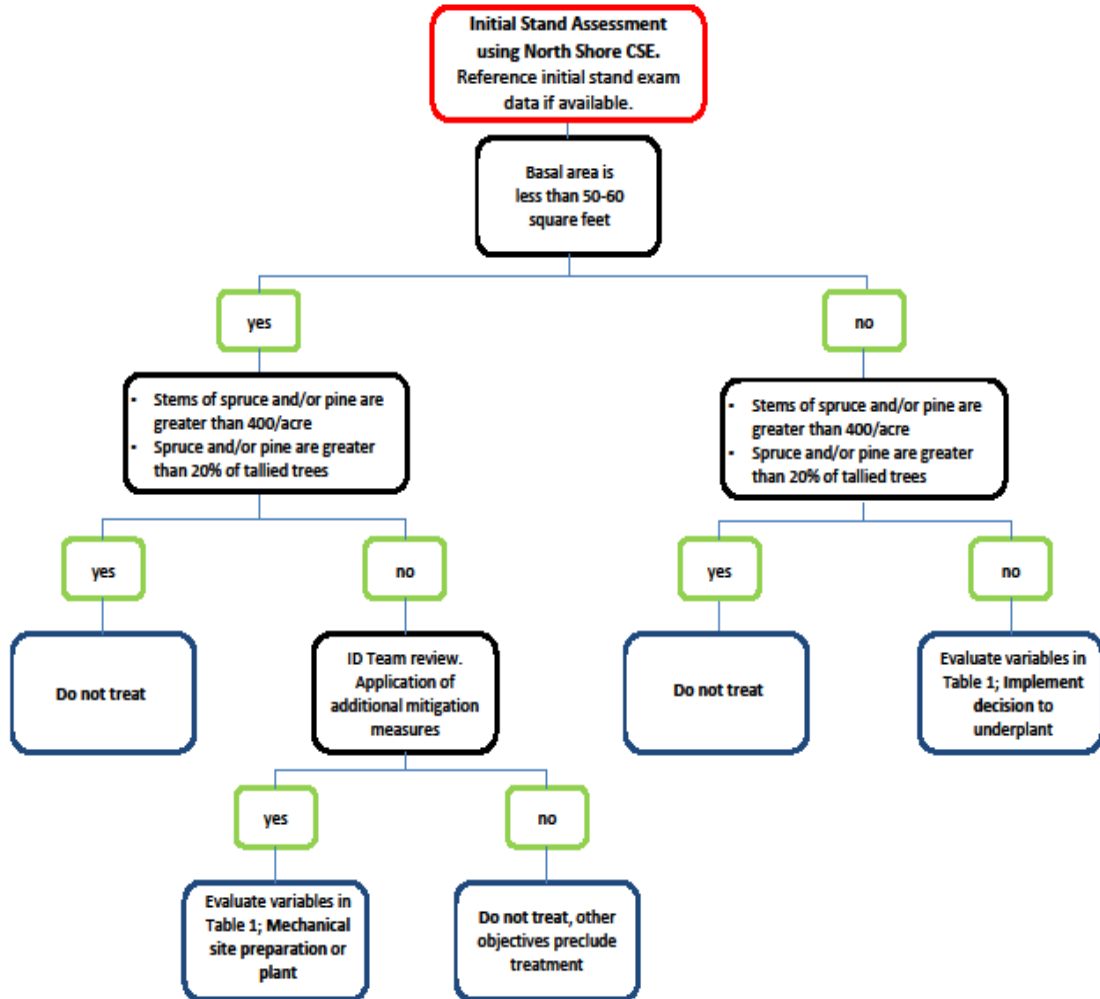 Initial Stand Assessment
using North Shore CSE.
Reference initial stand exam
data if available.
Basal area is
less than 50-60
square feet
yes
no
• Stems of spruce and/or pine are
greater than 400/acre
• Spruce and/or pine are greater
than 20% of tallied trees
• Stems of spruce and/or pine are
greater than 400/acre
• Spruce and/or pine are greater
than 20% of tallied trees
yes
no
yes
no
Do not treat
ID Team review.
Application of
additional mitigation
measures
Do not treat
Evaluate variables in
Table 1; Implement
decision to
underplant
yes
no
Evaluate variables in
Table 1; Mechanical
site preparation or
plant
Do not treat, other
objectives preclude
treatment